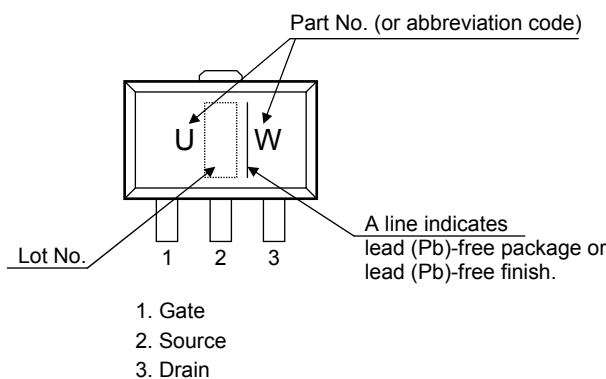 Part No. (or abbreviation code)
U W
Lot No.
1 2 3
A line indicates
lead (Pb)-free package or
lead (Pb)-free finish.
1. Gate
2. Source
3. Drain